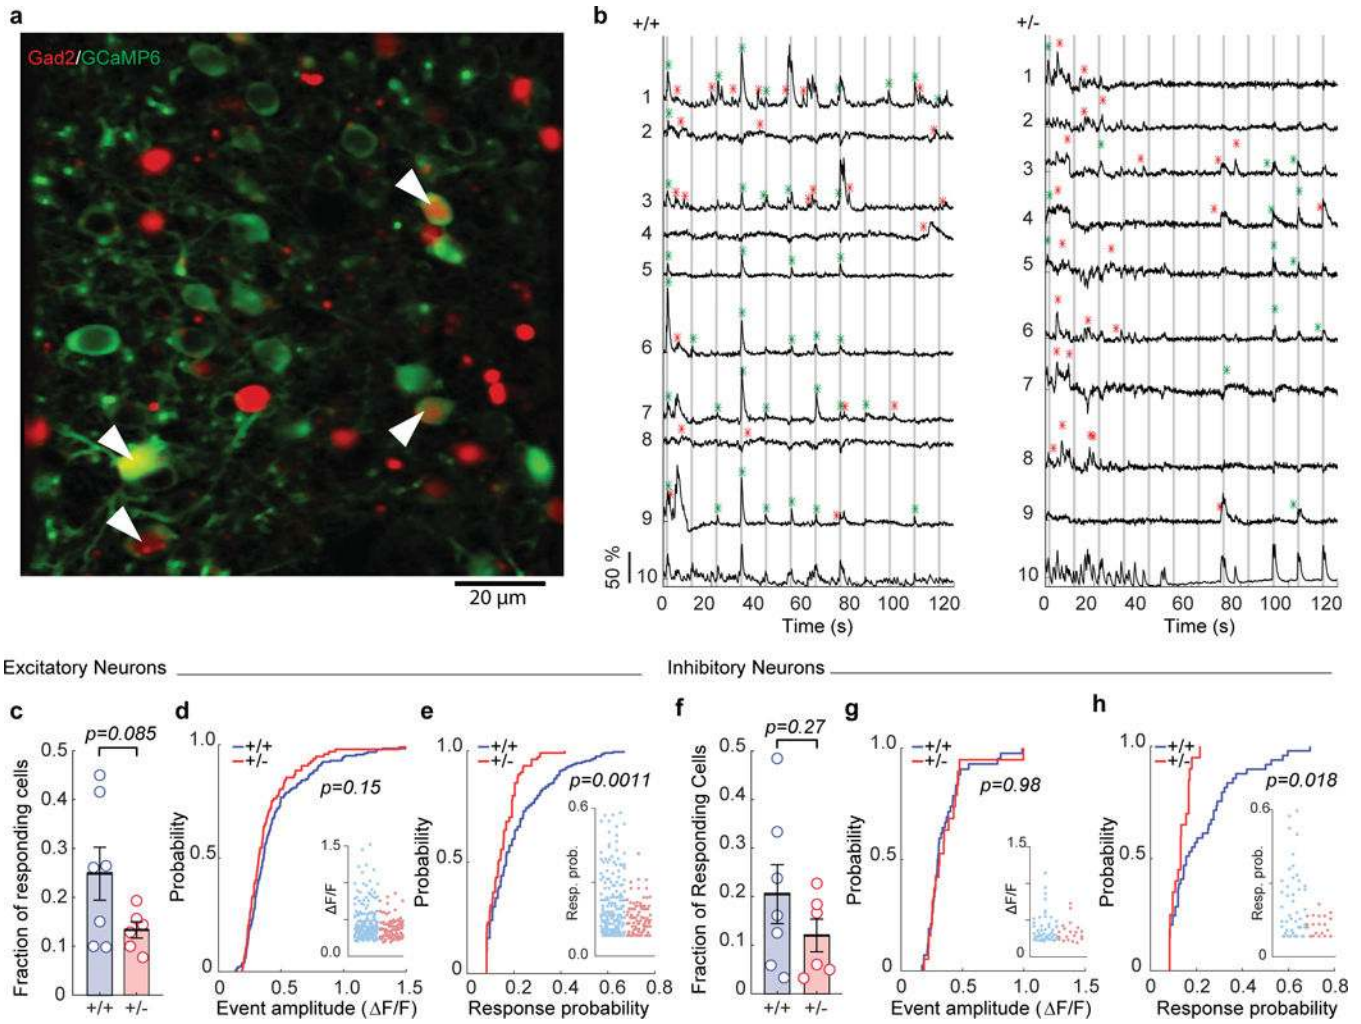 a
Gad2/GCaMP6
20 µm
b
+/+
1
2
3
4
5
6
7
8
9
10
50 %
0 20 40 60 80 100 120
Time (s)
+/-
1
2
3
4
5
6
7
8
9
10
0 20 40 60 80 100 120
Time (s)
Excitatory Neurons
Inhibitory Neurons
c
p=0.085
Fraction of responding cells
0.5
0.4
0.3
0.2
0.1
0
+/+ +/-
d
+/+
+/-
p=0.15
Probability
1.0
0.5
0
0 0.5 1.0 1.5
Event amplitude (ΔF/F)
ΔF/F
1.5
1.0
0.0
e
+/+
+/-
p=0.0011
Probability
1.0
0.5
0
0 0.2 0.4 0.6 0.8
Response probability
Resp. prob.
0.6
0
f
p=0.27
Fraction of Responding Cells
0.5
0.4
0.3
0.2
0.1
0
+/+ +/-
g
+/+
+/-
p=0.98
Probability
1.0
0.5
0
0 0.5 1.0 1.5
Event amplitude (ΔF/F)
ΔF/F
1.5
0.0
h
+/+
+/-
p=0.018
Probability
1.0
0.5
0
0 0.2 0.4 0.6 0.8
Response probability
Resp. prob.
0.6
0